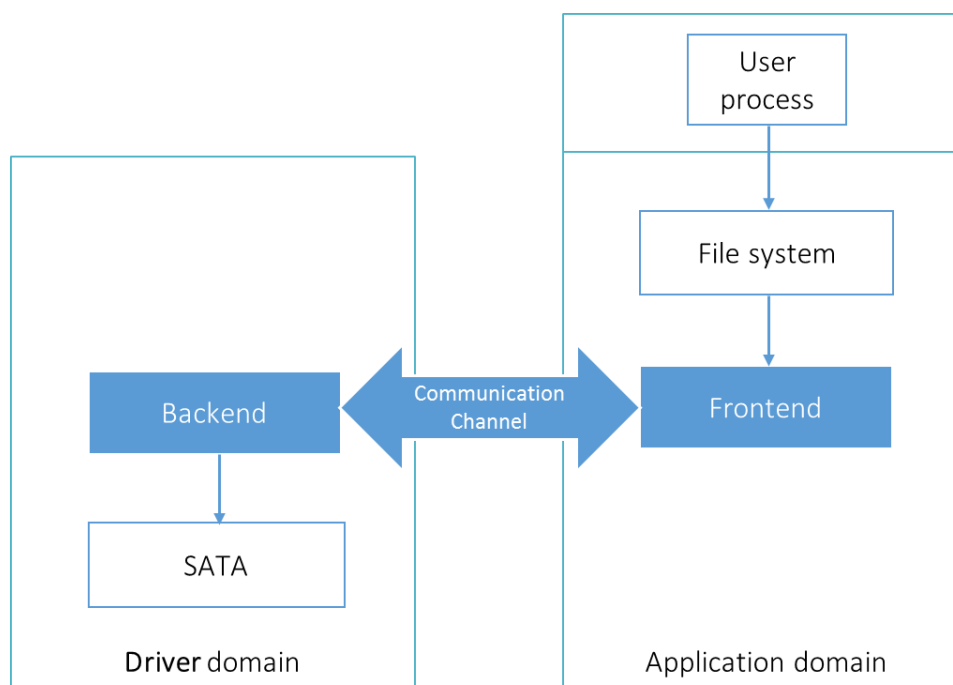 User
process
File system
Communication
Channel
Backend
Frontend
SATA
Driver domain
Application domain